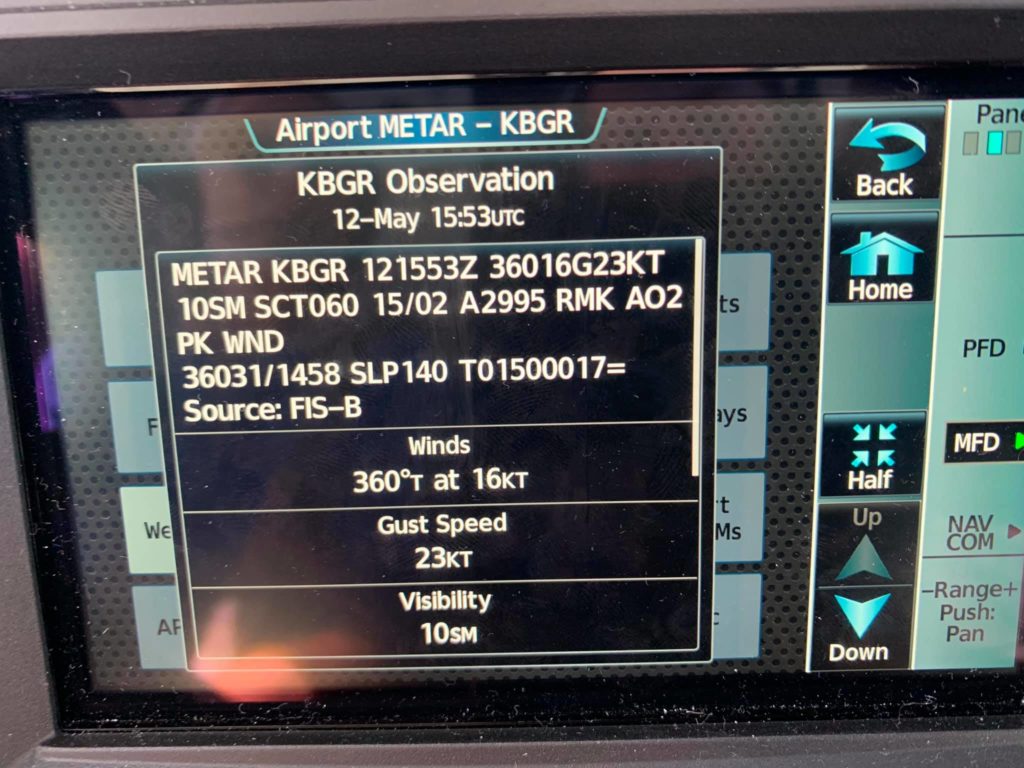 Airport METAR – KBGR
KBGR Observation
12–May 15:53UTC
METAR KBGR 121553Z 36016G23KT
10SM SCT060 15/02 A2995 RMK AO2
PK WND
36031/1458 SLP140 T01500017=
Source: FIS–B
Winds
360°T at 16KT
Gust Speed
23KT
Visibility
10SM
Back
Home
Half
Up
Down
PFD
MFD
NAV
COM
–Range+
Push:
Pan